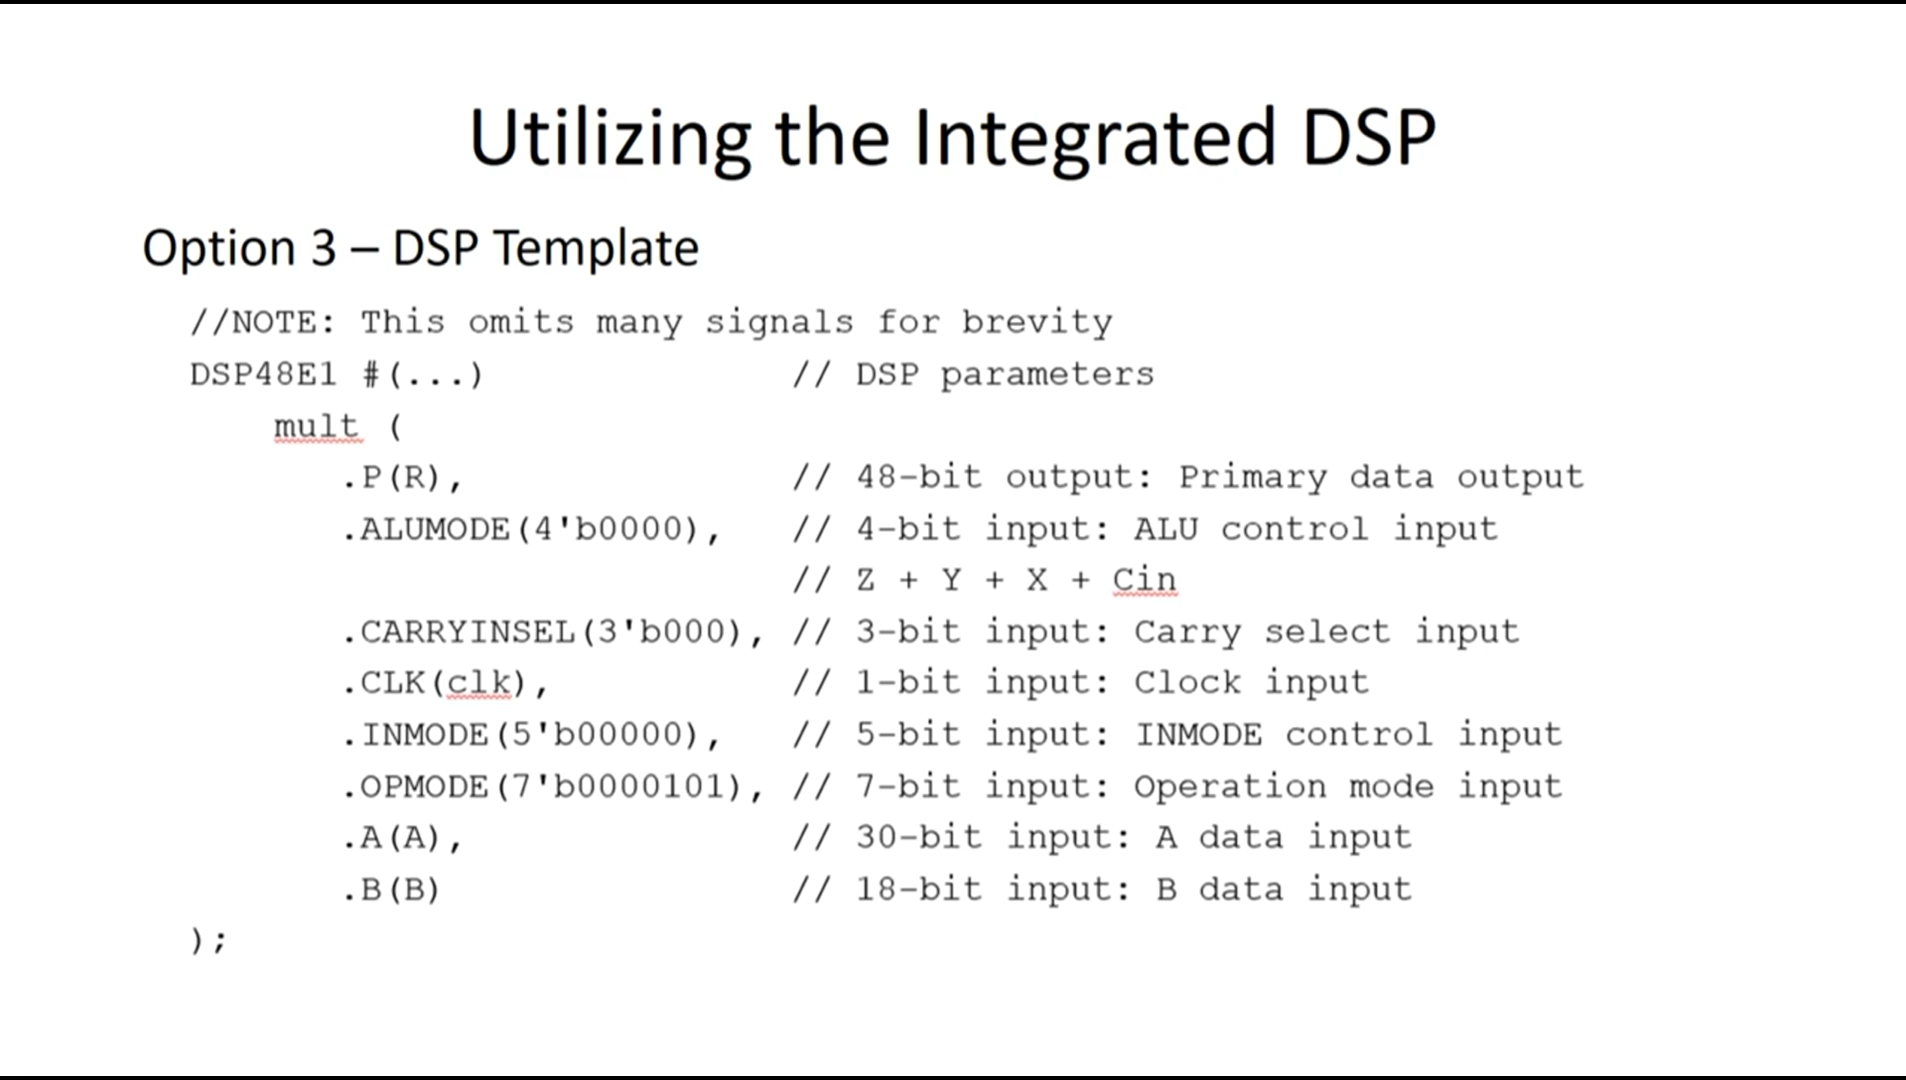 Utilizing the Integrated DSP
Option 3 – DSP Template
//NOTE: This omits many signals for brevity
DSP48E1 #(...) // DSP parameters
mult (
.P(R), // 48-bit output: Primary data output
.ALUMODE(4'b0000), // 4-bit input: ALU control input
// Z + Y + X + Cin
.CARRYINSEL(3'b000), // 3-bit input: Carry select input
.CLK(clk), // 1-bit input: Clock input
.INMODE(5'b00000), // 5-bit input: INMODE control input
.OPMODE(7'b0000101), // 7-bit input: Operation mode input
.A(A), // 30-bit input: A data input
.B(B) // 18-bit input: B data input
);